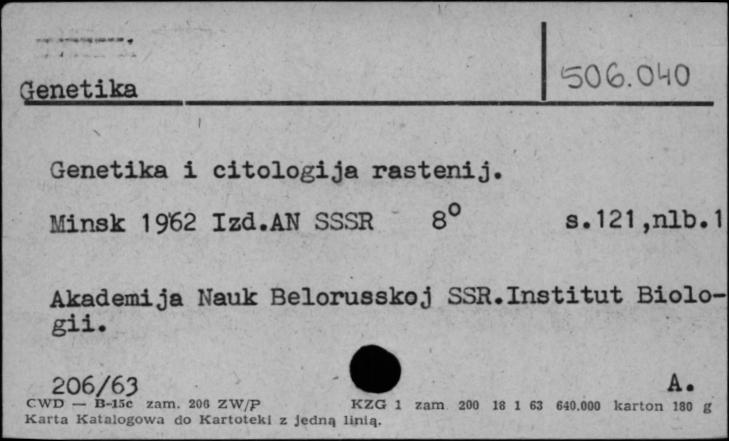 506.040
Genetika
Genetika i citologija rastenij.
Minsk 1962 Izd.AN SSSR 8° s.121,nlb.1
Akademija Nauk Belorusskoj SSR.Institut Biolo-
gii.
206/63 A.
CWD — B-15c zam. 206 ZW/P KZG 1 zam 200 18 1 63 640.000 karton 180 g
Karta Katalogowa do Kartoteki z jedną linią.